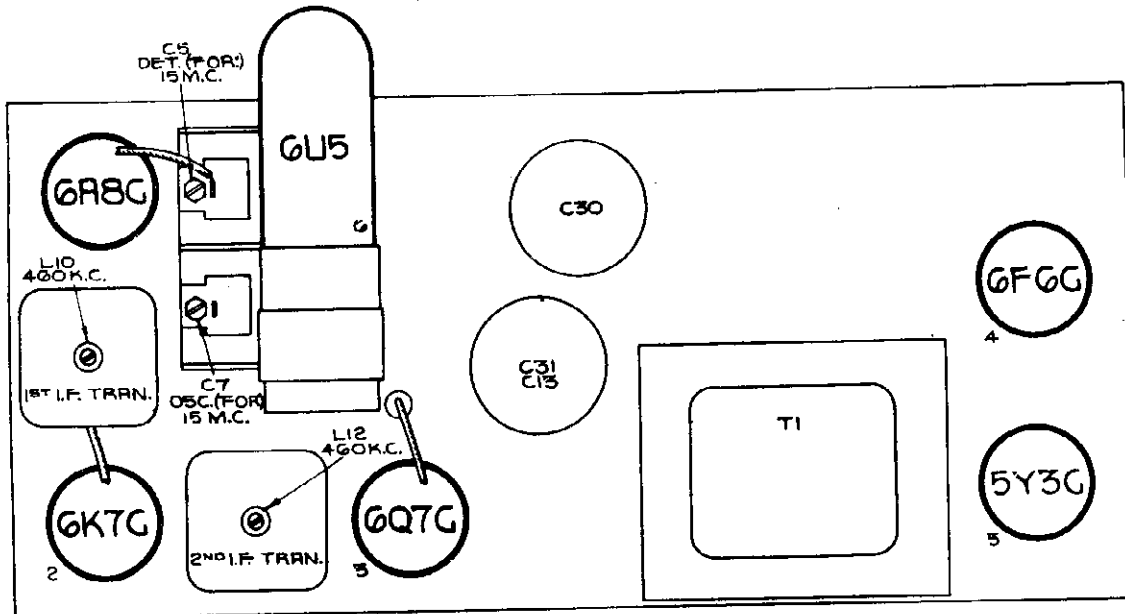 C5
DET. (FOR:)
15 M.C.
6U5
6
6A8G
C30
L10
460 K.C.
6F6G
4
1ST I.F. TRAN.
C31
C13
C7
OSC. (FOR)
15 M.C.
T1
L12
460 K.C.
6K7G
2
2ND I.F. TRAN.
6Q7G
3
5Y3G
5